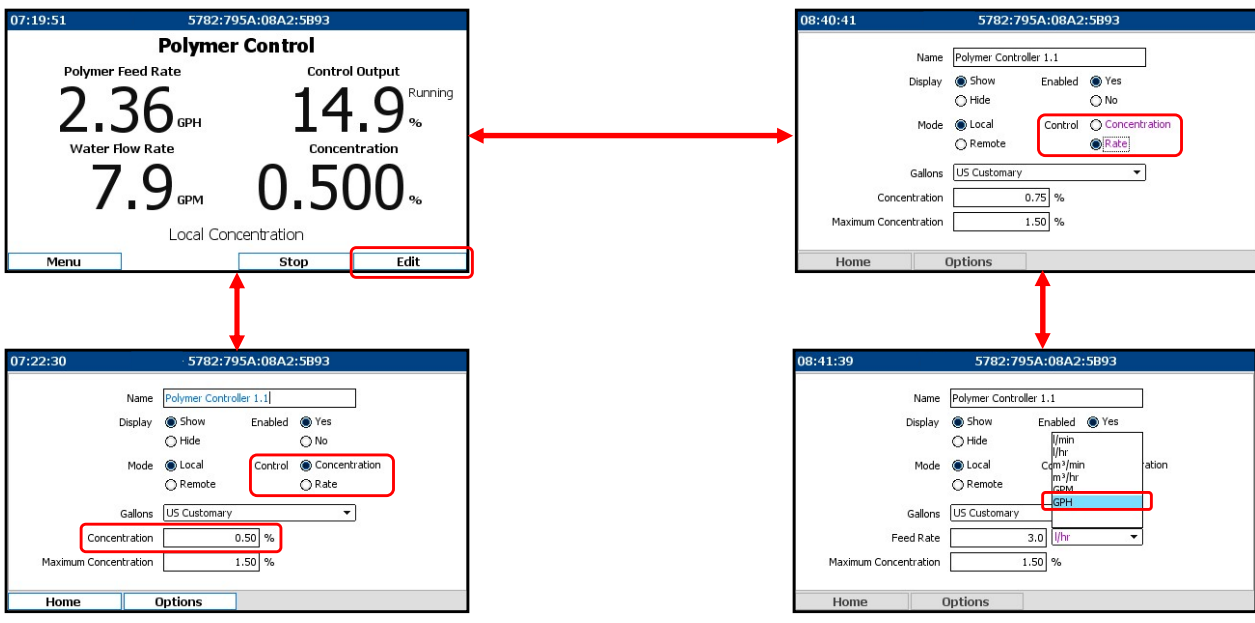 07:19:51 5782:795A:08A2:5B93
Polymer Control
Polymer Feed Rate Control Output
2.36 GPH 14.9 % Running
Water Flow Rate Concentration
7.9 GPM 0.500 %
Local Concentration
Menu Stop Edit
08:40:41 5782:795A:08A2:5B93
Name Polymer Controller 1.1
Display Show Enabled Yes
Hide No
Mode Local Control Concentration
Remote Rate
Gallons US Customary
Concentration 0.75 %
Maximum Concentration 1.50 %
Home Options
07:22:30 5782:795A:08A2:5B93
Name Polymer Controller 1.1
Display Show Enabled Yes
Hide No
Mode Local Control Concentration
Remote Rate
Gallons US Customary
Concentration 0.50 %
Maximum Concentration 1.50 %
Home Options
08:41:39 5782:795A:08A2:5B93
Name Polymer Controller 1.1
Display Show Enabled Yes
Hide l/min
l/hr
Mode Local Co m³/min ration
m³/hr
Remote GPM
GPH
Gallons US Customary
Feed Rate 3.0 l/hr
Maximum Concentration 1.50 %
Home Options